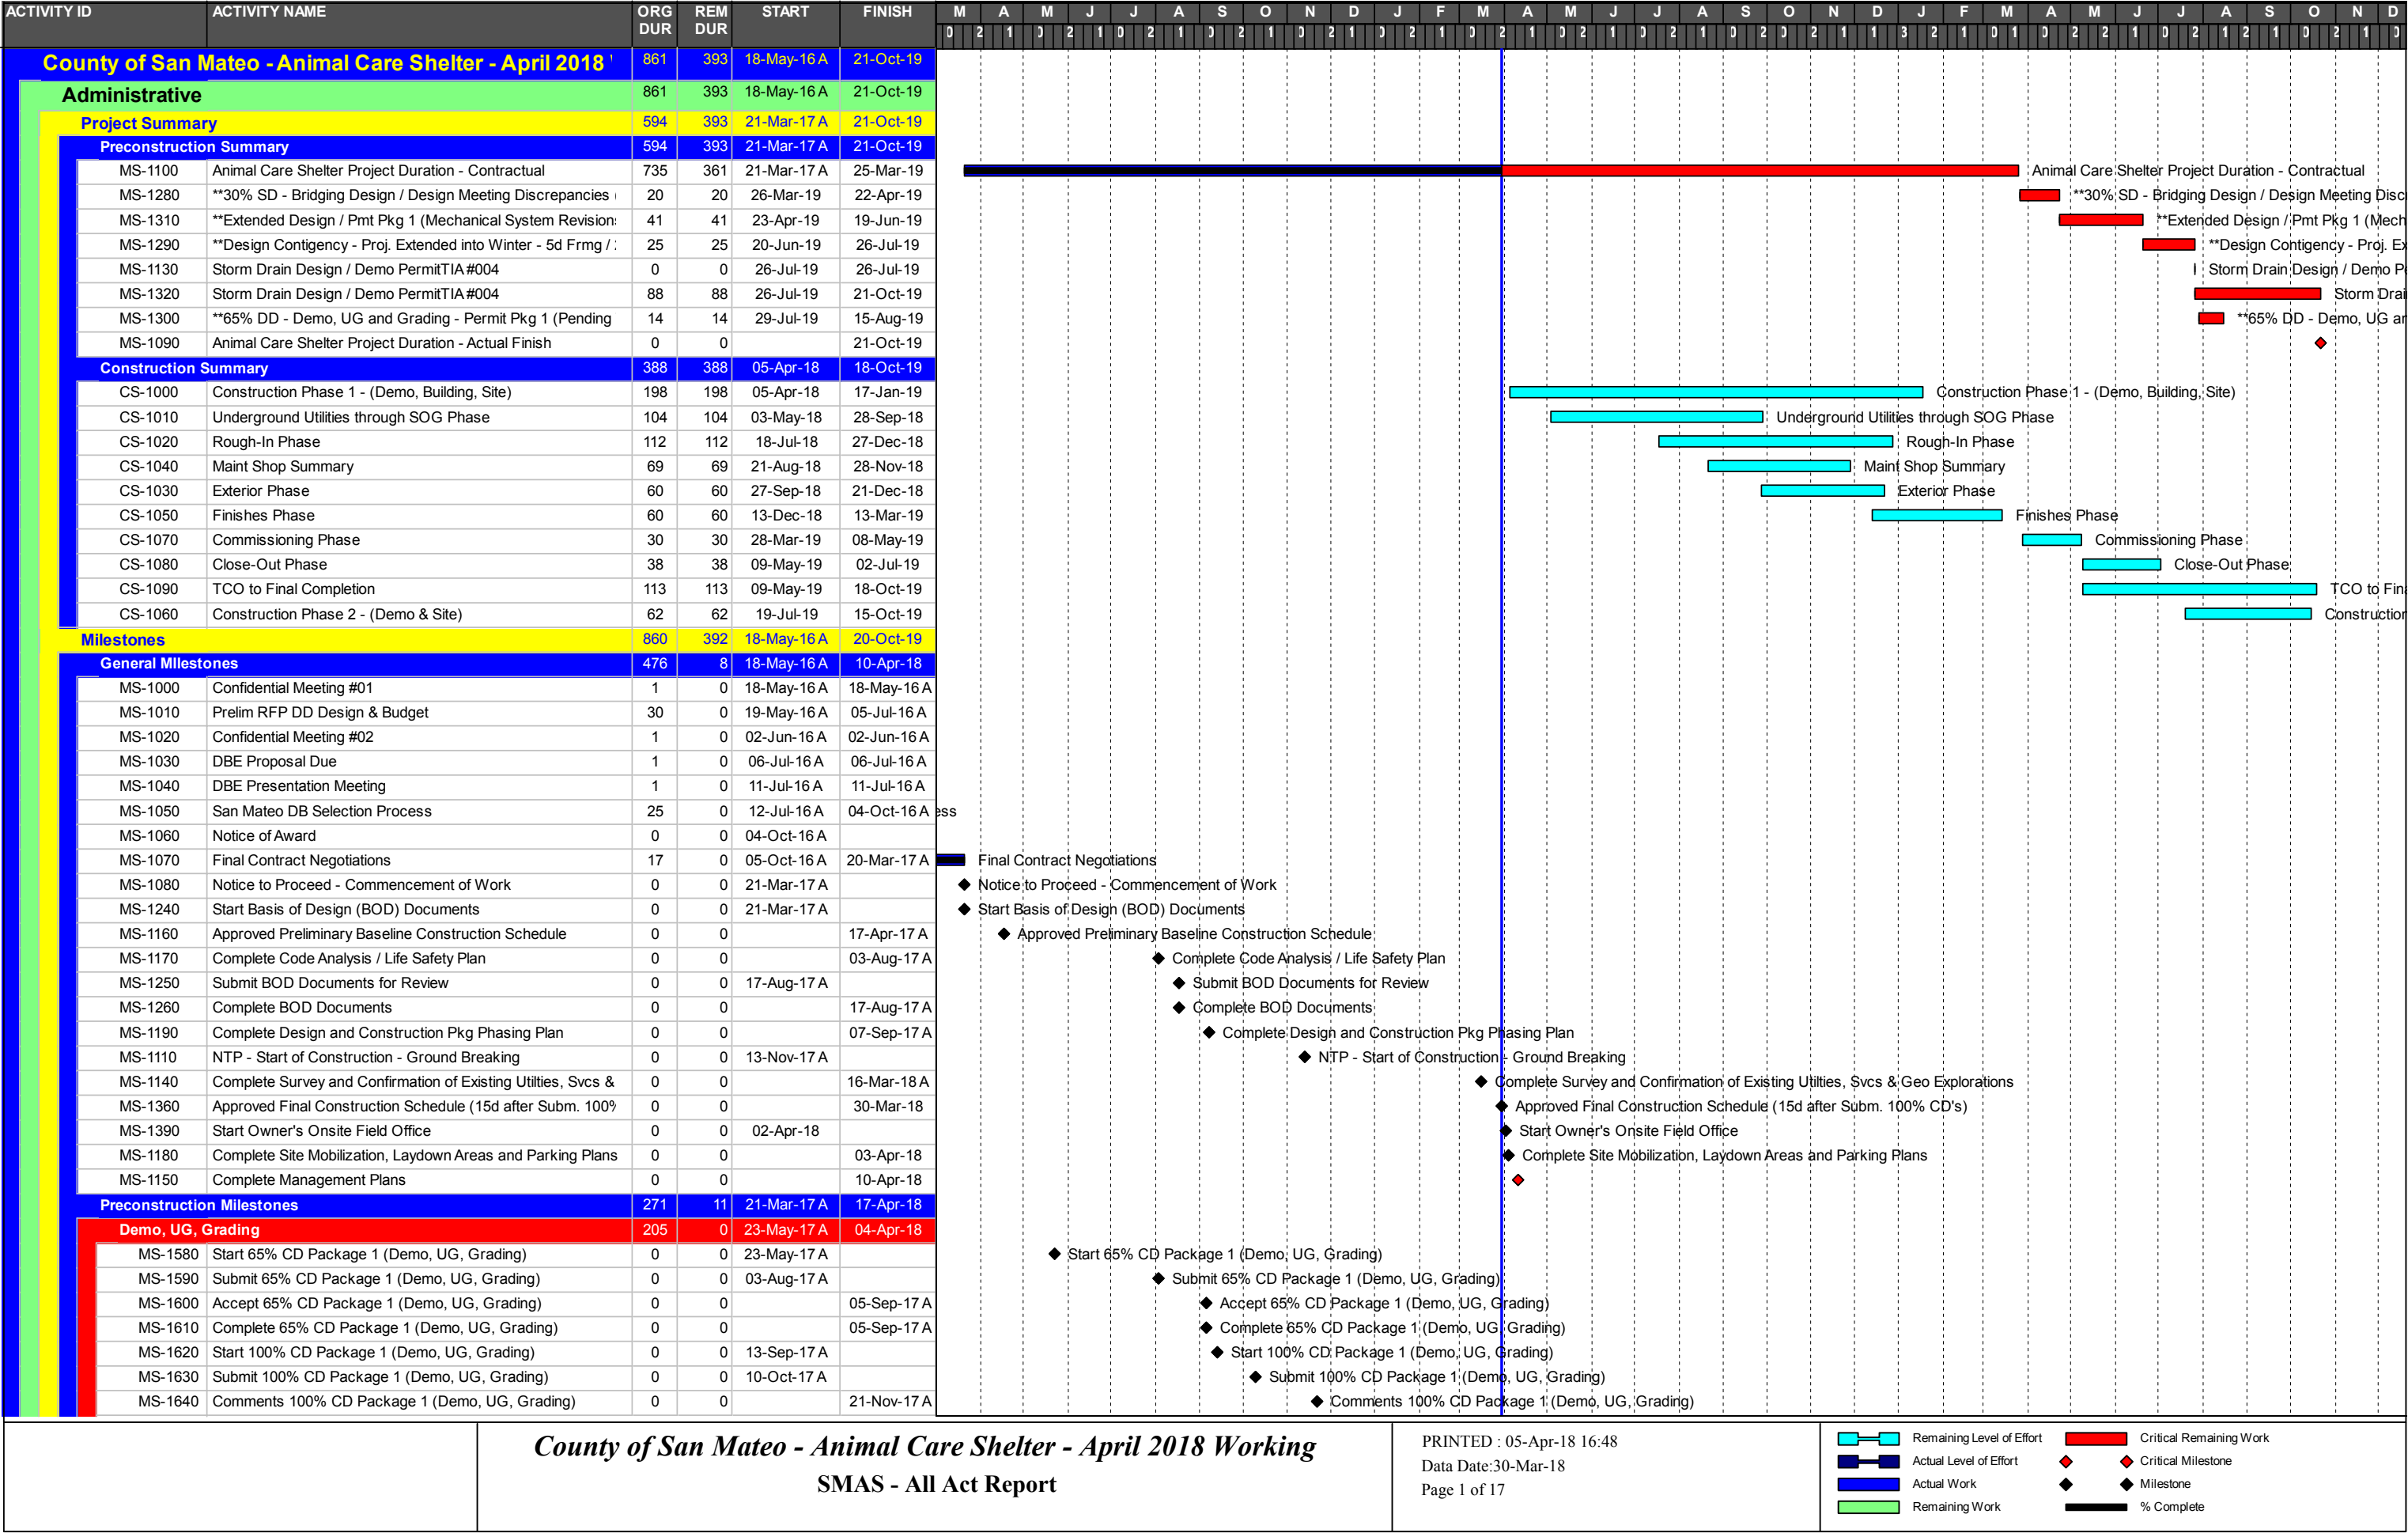 ACTIVITY ID ACTIVITY NAME ORG DUR REM DUR START FINISH M A M J J A S O N D J F M A M J J A S O N D J F M A M J J A S O N D
County of San Mateo - Animal Care Shelter - April 2018 861 393 18-May-16 A 21-Oct-19
Administrative 861 393 18-May-16 A 21-Oct-19
Project Summary 594 393 21-Mar-17 A 21-Oct-19
Preconstruction Summary 594 393 21-Mar-17 A 21-Oct-19
MS-1100 Animal Care Shelter Project Duration - Contractual 735 361 21-Mar-17 A 25-Mar-19 Animal Care Shelter Project Duration - Contractual
MS-1280 **30% SD - Bridging Design / Design Meeting Discrepancies 20 20 26-Mar-19 22-Apr-19 **30% SD - Bridging Design / Design Meeting Disc
MS-1310 **Extended Design / Pmt Pkg 1 (Mechanical System Revision 41 41 23-Apr-19 19-Jun-19 **Extended Design / Pmt Pkg 1 (Mech
MS-1290 **Design Contigency - Proj. Extended into Winter - 5d Frmg / 25 25 20-Jun-19 26-Jul-19 **Design Contigency - Proj. Ex
MS-1130 Storm Drain Design / Demo PermitTIA #004 0 0 26-Jul-19 26-Jul-19 Storm Drain Design / Demo P
MS-1320 Storm Drain Design / Demo PermitTIA #004 88 88 26-Jul-19 21-Oct-19 Storm Drai
MS-1300 **65% DD - Demo, UG and Grading - Permit Pkg 1 (Pending 14 14 29-Jul-19 15-Aug-19 **65% DD - Demo, UG ar
MS-1090 Animal Care Shelter Project Duration - Actual Finish 0 0 21-Oct-19
Construction Summary 388 388 05-Apr-18 18-Oct-19
CS-1000 Construction Phase 1 - (Demo, Building, Site) 198 198 05-Apr-18 17-Jan-19 Construction Phase 1 - (Demo, Building, Site)
CS-1010 Underground Utilities through SOG Phase 104 104 03-May-18 28-Sep-18 Underground Utilities through SOG Phase
CS-1020 Rough-In Phase 112 112 18-Jul-18 27-Dec-18 Rough-In Phase
CS-1040 Maint Shop Summary 69 69 21-Aug-18 28-Nov-18 Maint Shop Summary
CS-1030 Exterior Phase 60 60 27-Sep-18 21-Dec-18 Exterior Phase
CS-1050 Finishes Phase 60 60 13-Dec-18 13-Mar-19 Finishes Phase
CS-1070 Commissioning Phase 30 30 28-Mar-19 08-May-19 Commissioning Phase
CS-1080 Close-Out Phase 38 38 09-May-19 02-Jul-19 Close-Out Phase
CS-1090 TCO to Final Completion 113 113 09-May-19 18-Oct-19 TCO to Fin
CS-1060 Construction Phase 2 - (Demo & Site) 62 62 19-Jul-19 15-Oct-19 Construction
Milestones 860 392 18-May-16 A 20-Oct-19
General MIlestones 476 8 18-May-16 A 10-Apr-18
MS-1000 Confidential Meeting #01 1 0 18-May-16 A 18-May-16 A
MS-1010 Prelim RFP DD Design & Budget 30 0 19-May-16 A 05-Jul-16 A
MS-1020 Confidential Meeting #02 1 0 02-Jun-16 A 02-Jun-16 A
MS-1030 DBE Proposal Due 1 0 06-Jul-16 A 06-Jul-16 A
MS-1040 DBE Presentation Meeting 1 0 11-Jul-16 A 11-Jul-16 A
MS-1050 San Mateo DB Selection Process 25 0 12-Jul-16 A 04-Oct-16 A ess
MS-1060 Notice of Award 0 0 04-Oct-16 A
MS-1070 Final Contract Negotiations 17 0 05-Oct-16 A 20-Mar-17 A Final Contract Negotiations
MS-1080 Notice to Proceed - Commencement of Work 0 0 21-Mar-17 A Notice to Proceed - Commencement of Work
MS-1240 Start Basis of Design (BOD) Documents 0 0 21-Mar-17 A Start Basis of Design (BOD) Documents
MS-1160 Approved Preliminary Baseline Construction Schedule 0 0 17-Apr-17 A Approved Preliminary Baseline Construction Schedule
MS-1170 Complete Code Analysis / Life Safety Plan 0 0 03-Aug-17 A Complete Code Analysis / Life Safety Plan
MS-1250 Submit BOD Documents for Review 0 0 17-Aug-17 A Submit BOD Documents for Review
MS-1260 Complete BOD Documents 0 0 17-Aug-17 A Complete BOD Documents
MS-1190 Complete Design and Construction Pkg Phasing Plan 0 0 07-Sep-17 A Complete Design and Construction Pkg Phasing Plan
MS-1110 NTP - Start of Construction - Ground Breaking 0 0 13-Nov-17 A NTP - Start of Construction - Ground Breaking
MS-1140 Complete Survey and Confirmation of Existing Utilties, Svcs & 0 0 16-Mar-18 A Complete Survey and Confirmation of Existing Utilties, Svcs & Geo Explorations
MS-1360 Approved Final Construction Schedule (15d after Subm. 100% 0 0 30-Mar-18 Approved Final Construction Schedule (15d after Subm. 100% CD's)
MS-1390 Start Owner's Onsite Field Office 0 0 02-Apr-18 Start Owner's Onsite Field Office
MS-1180 Complete Site Mobilization, Laydown Areas and Parking Plans 0 0 03-Apr-18 Complete Site Mobilization, Laydown Areas and Parking Plans
MS-1150 Complete Management Plans 0 0 10-Apr-18
Preconstruction Milestones 271 11 21-Mar-17 A 17-Apr-18
Demo, UG, Grading 205 0 23-May-17 A 04-Apr-18
MS-1580 Start 65% CD Package 1 (Demo, UG, Grading) 0 0 23-May-17 A Start 65% CD Package 1 (Demo, UG, Grading)
MS-1590 Submit 65% CD Package 1 (Demo, UG, Grading) 0 0 03-Aug-17 A Submit 65% CD Package 1 (Demo, UG, Grading)
MS-1600 Accept 65% CD Package 1 (Demo, UG, Grading) 0 0 05-Sep-17 A Accept 65% CD Package 1 (Demo, UG, Grading)
MS-1610 Complete 65% CD Package 1 (Demo, UG, Grading) 0 0 05-Sep-17 A Complete 65% CD Package 1 (Demo, UG, Grading)
MS-1620 Start 100% CD Package 1 (Demo, UG, Grading) 0 0 13-Sep-17 A Start 100% CD Package 1 (Demo, UG, Grading)
MS-1630 Submit 100% CD Package 1 (Demo, UG, Grading) 0 0 10-Oct-17 A Submit 100% CD Package 1 (Demo, UG, Grading)
MS-1640 Comments 100% CD Package 1 (Demo, UG, Grading) 0 0 21-Nov-17 A Comments 100% CD Package 1 (Demo, UG, Grading)
County of San Mateo - Animal Care Shelter - April 2018 Working
SMAS - All Act Report
PRINTED : 05-Apr-18 16:48
Data Date:30-Mar-18
Page 1 of 17
Remaining Level of Effort Critical Remaining Work
Actual Level of Effort Critical Milestone
Actual Work Milestone
Remaining Work % Complete